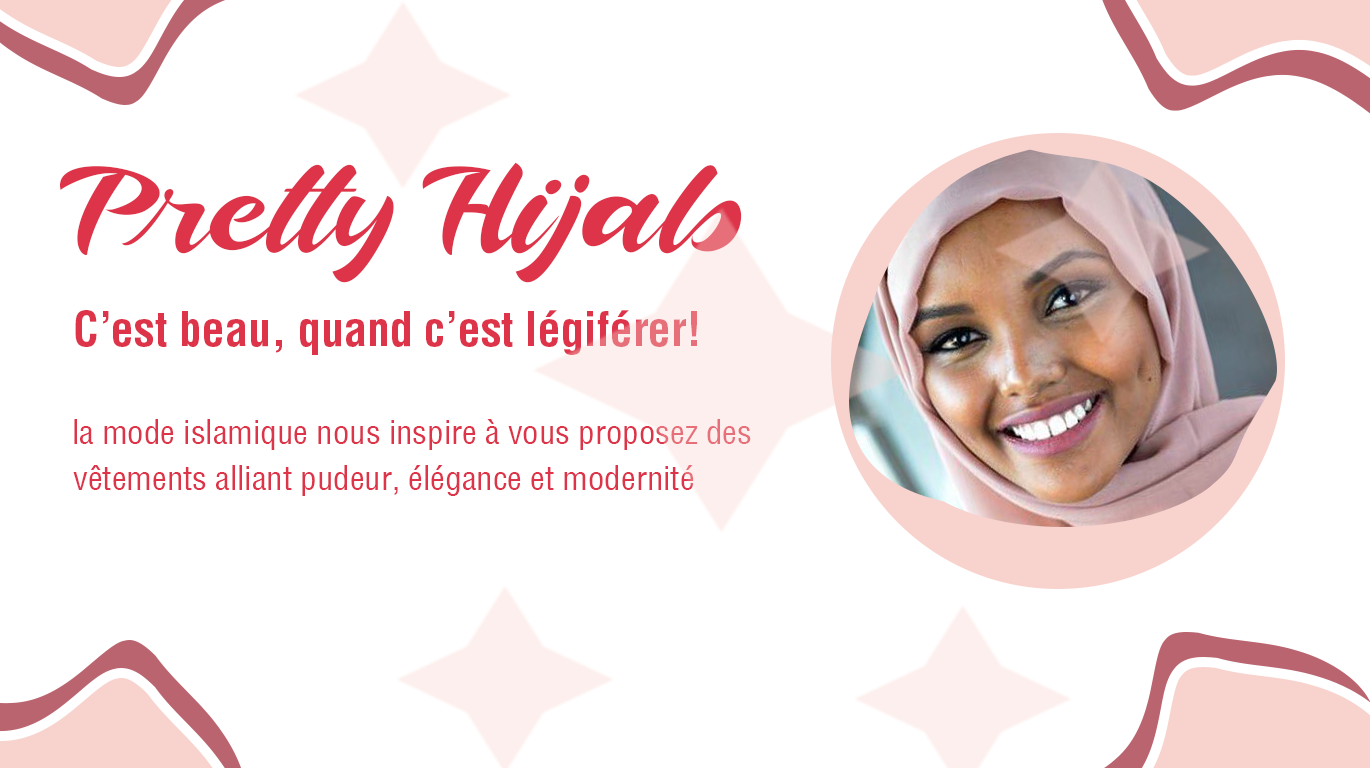 Pretty Hijab
C’est beau, quand c’est légiférer!
la mode islamique nous inspire à vous proposez des
vêtements alliant pudeur, élégance et modernité